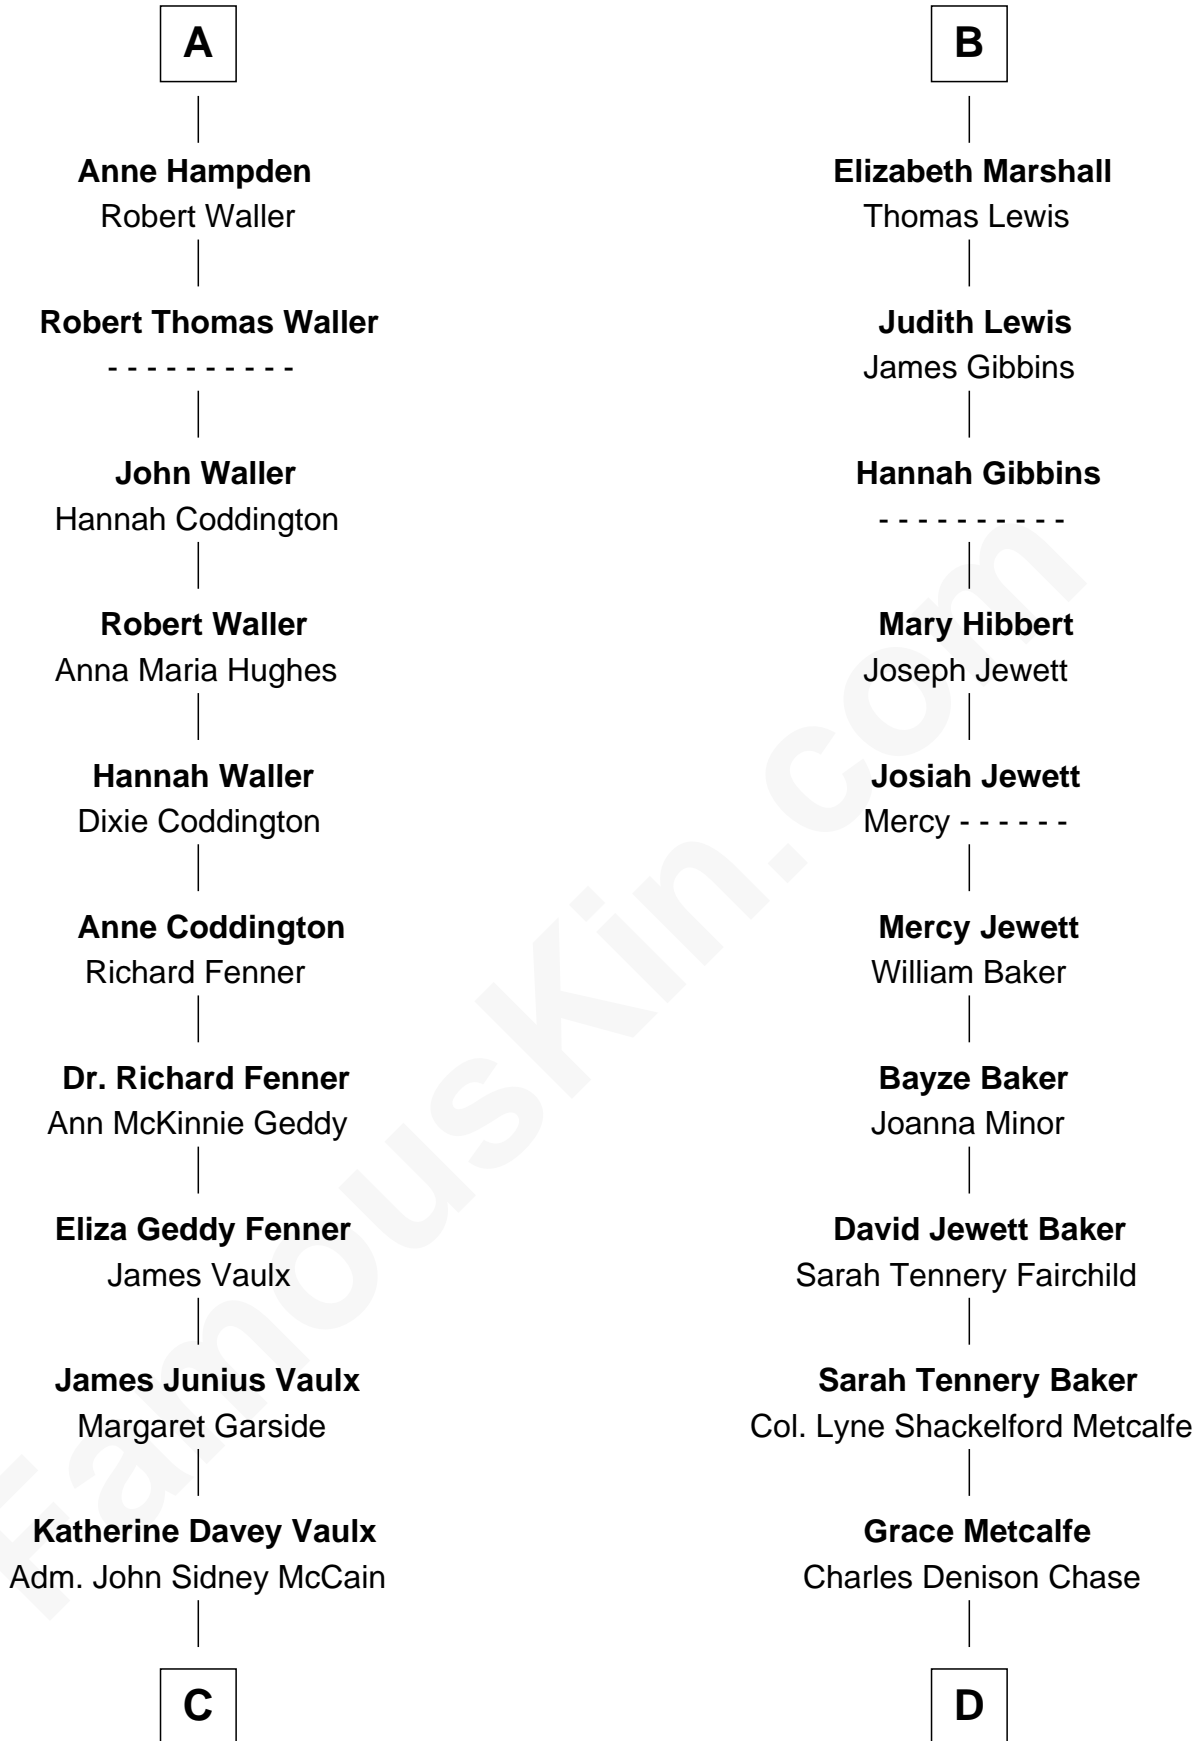 A
Anne Hampden
Robert Waller
Robert Thomas Waller
- - - - - - - - - -
John Waller
Hannah Coddington
Robert Waller
Anna Maria Hughes
Hannah Waller
Dixie Coddington
Anne Coddington
Richard Fenner
Dr. Richard Fenner
Ann McKinnie Geddy
Eliza Geddy Fenner
James Vaulx
James Junius Vaulx
Margaret Garside
Katherine Davey Vaulx
Adm. John Sidney McCain
C
B
Elizabeth Marshall
Thomas Lewis
Judith Lewis
James Gibbins
Hannah Gibbins
- - - - - - - - - -
Mary Hibbert
Joseph Jewett
Josiah Jewett
Mercy - - - - - -
Mercy Jewett
William Baker
Bayze Baker
Joanna Minor
David Jewett Baker
Sarah Tennery Fairchild
Sarah Tennery Baker
Col. Lyne Shackelford Metcalfe
Grace Metcalfe
Charles Denison Chase
D
FamousKin.com